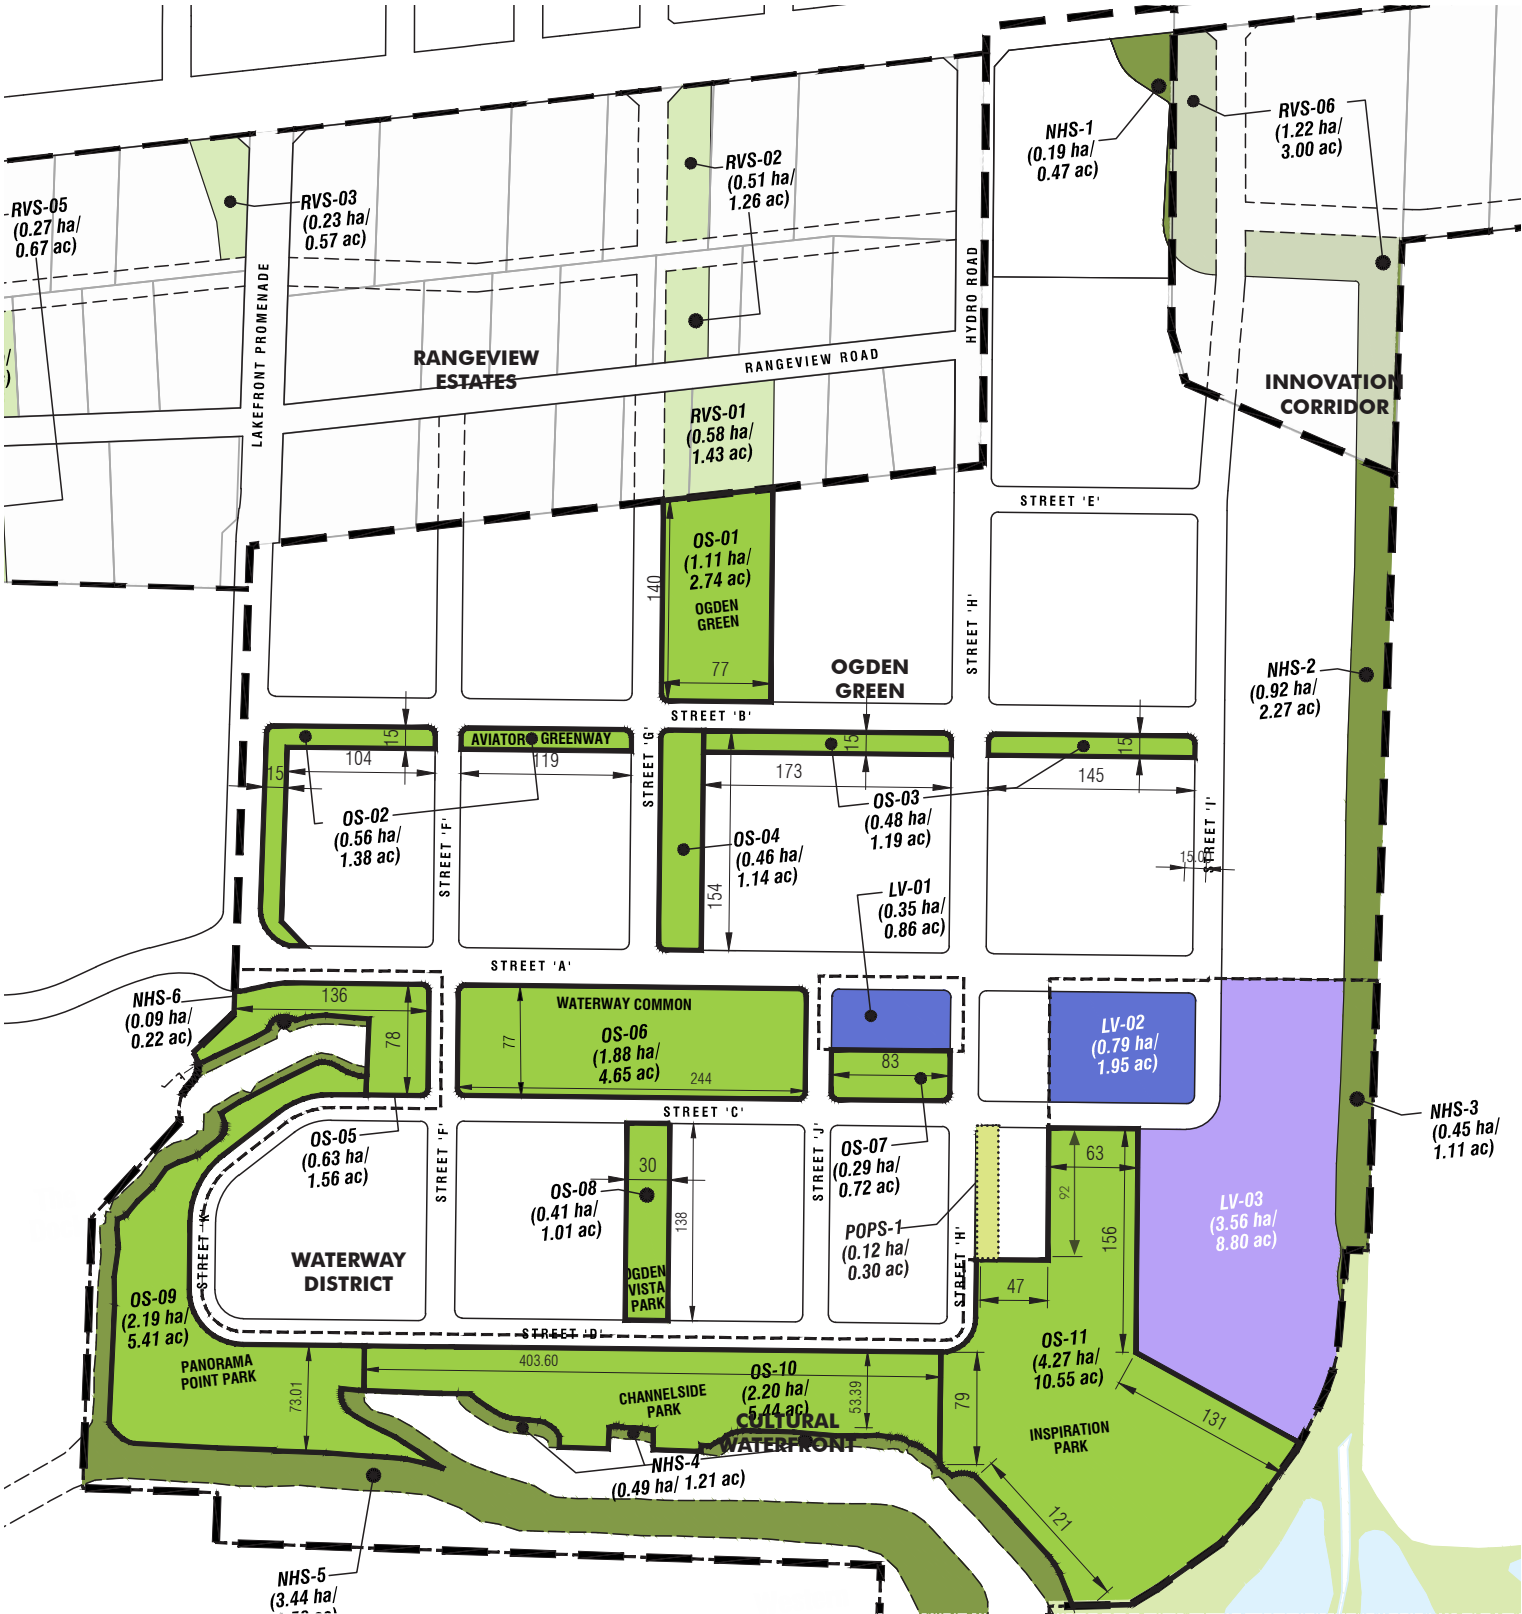 NHS-1
(0.19 ha/
0.47 ac)
RVS-06
(1.22 ha/
3.00 ac)
RVS-02
(0.51 ha/
1.26 ac)
RVS-05
(0.27 ha/
0.67 ac)
RVS-03
(0.23 ha/
0.57 ac)
LAKEFRONT PROMENADE
HYDRO ROAD
/
)
RANGEVIEW
ESTATES
RANGEVIEW ROAD
INNOVATION
CORRIDOR
RVS-01
(0.58 ha/
1.43 ac)
STREET 'E'
OS-01
(1.11 ha/
2.74 ac)
OGDEN
GREEN
140
77
STREET 'H'
OGDEN
GREEN
NHS-2
(0.92 ha/
2.27 ac)
STREET 'B'
STREET 'G'
AVIATOR GREENWAY
15
104
15
119
15
173
15
145
OS-02
(0.56 ha/
1.38 ac)
STREET 'F'
OS-03
(0.48 ha/
1.19 ac)
OS-04
(0.46 ha/
1.14 ac)
154
STREET 'I'
LV-01
(0.35 ha/
0.86 ac)
STREET 'A'
NHS-6
(0.09 ha/
0.22 ac)
136
78
WATERWAY COMMON
OS-06
(1.88 ha/
4.65 ac)
77
244
83
LV-02
(0.79 ha/
1.95 ac)
STREET 'C'
NHS-3
(0.45 ha/
1.11 ac)
OS-05
(0.63 ha/
1.56 ac)
STREET 'F'
STREET 'J'
OS-07
(0.29 ha/
0.72 ac)
30
OS-08
(0.41 ha/
1.01 ac)
138
63
92
156
POPS-1
(0.12 ha/
0.30 ac)
LV-03
(3.56 ha/
8.80 ac)
STREET 'K'
WATERWAY
DISTRICT
OGDEN
VISTA
PARK
STREET 'H'
47
OS-09
(2.19 ha/
5.41 ac)
PANORAMA
POINT PARK
STREET 'D'
OS-11
(4.27 ha/
10.55 ac)
403.60
OS-10
(2.20 ha/
5.44 ac)
CHANNELSIDE
PARK
73.01
53.39
79
131
CULTURAL
WATERFRONT
INSPIRATION
PARK
NHS-4
(0.49 ha/ 1.21 ac)
121
NHS-5
(3.44 ha/